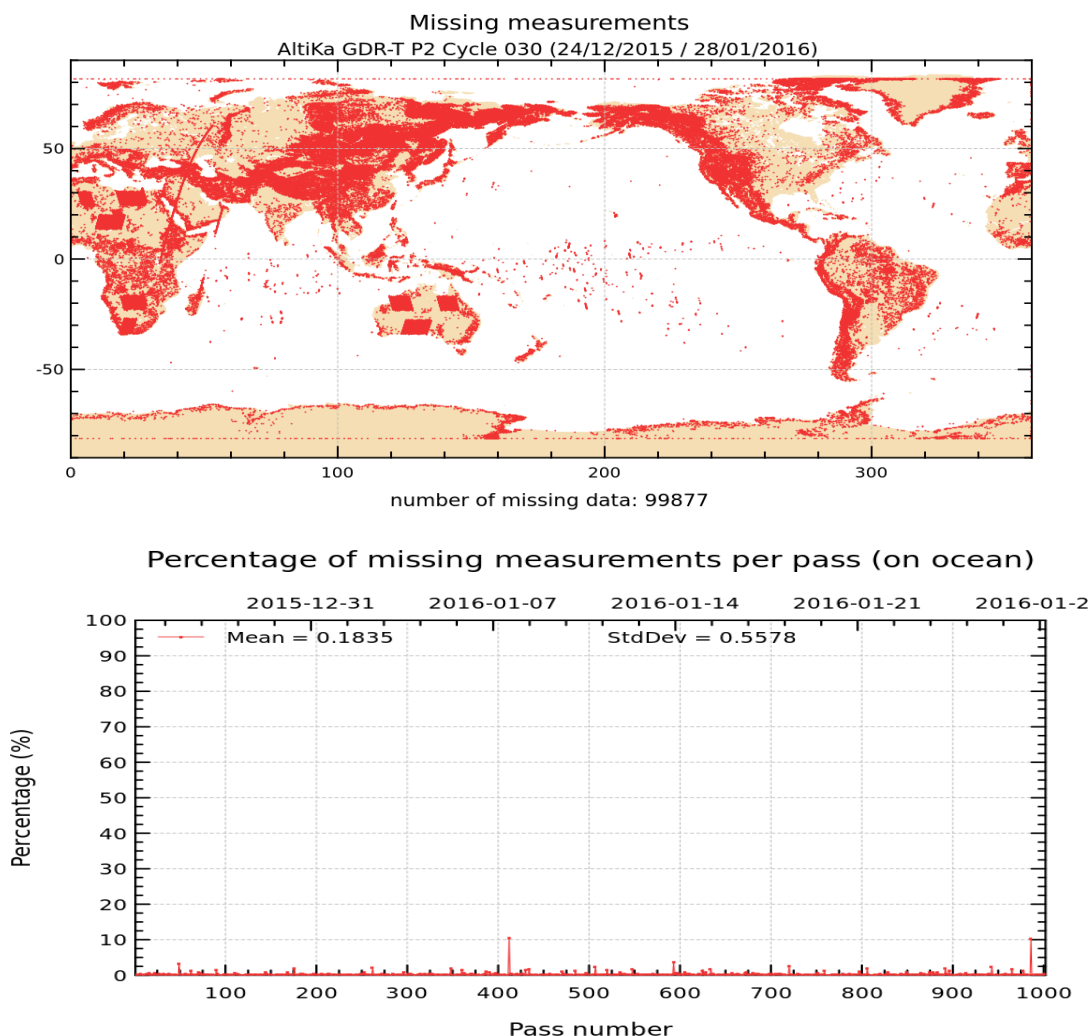 Missing measurements
AltiKa GDR-T P2 Cycle 030 (24/12/2015 / 28/01/2016)
50
0
-50
0 100 200 300
number of missing data: 99877
Percentage of missing measurements per pass (on ocean)
2015-12-31 2016-01-07 2016-01-14 2016-01-21 2016-01-2
100
Mean = 0.1835 StdDev = 0.5578
90
80
70
60
50
40
30
20
10
0
Percentage (%)
100 200 300 400 500 600 700 800 900 1000
Pass number